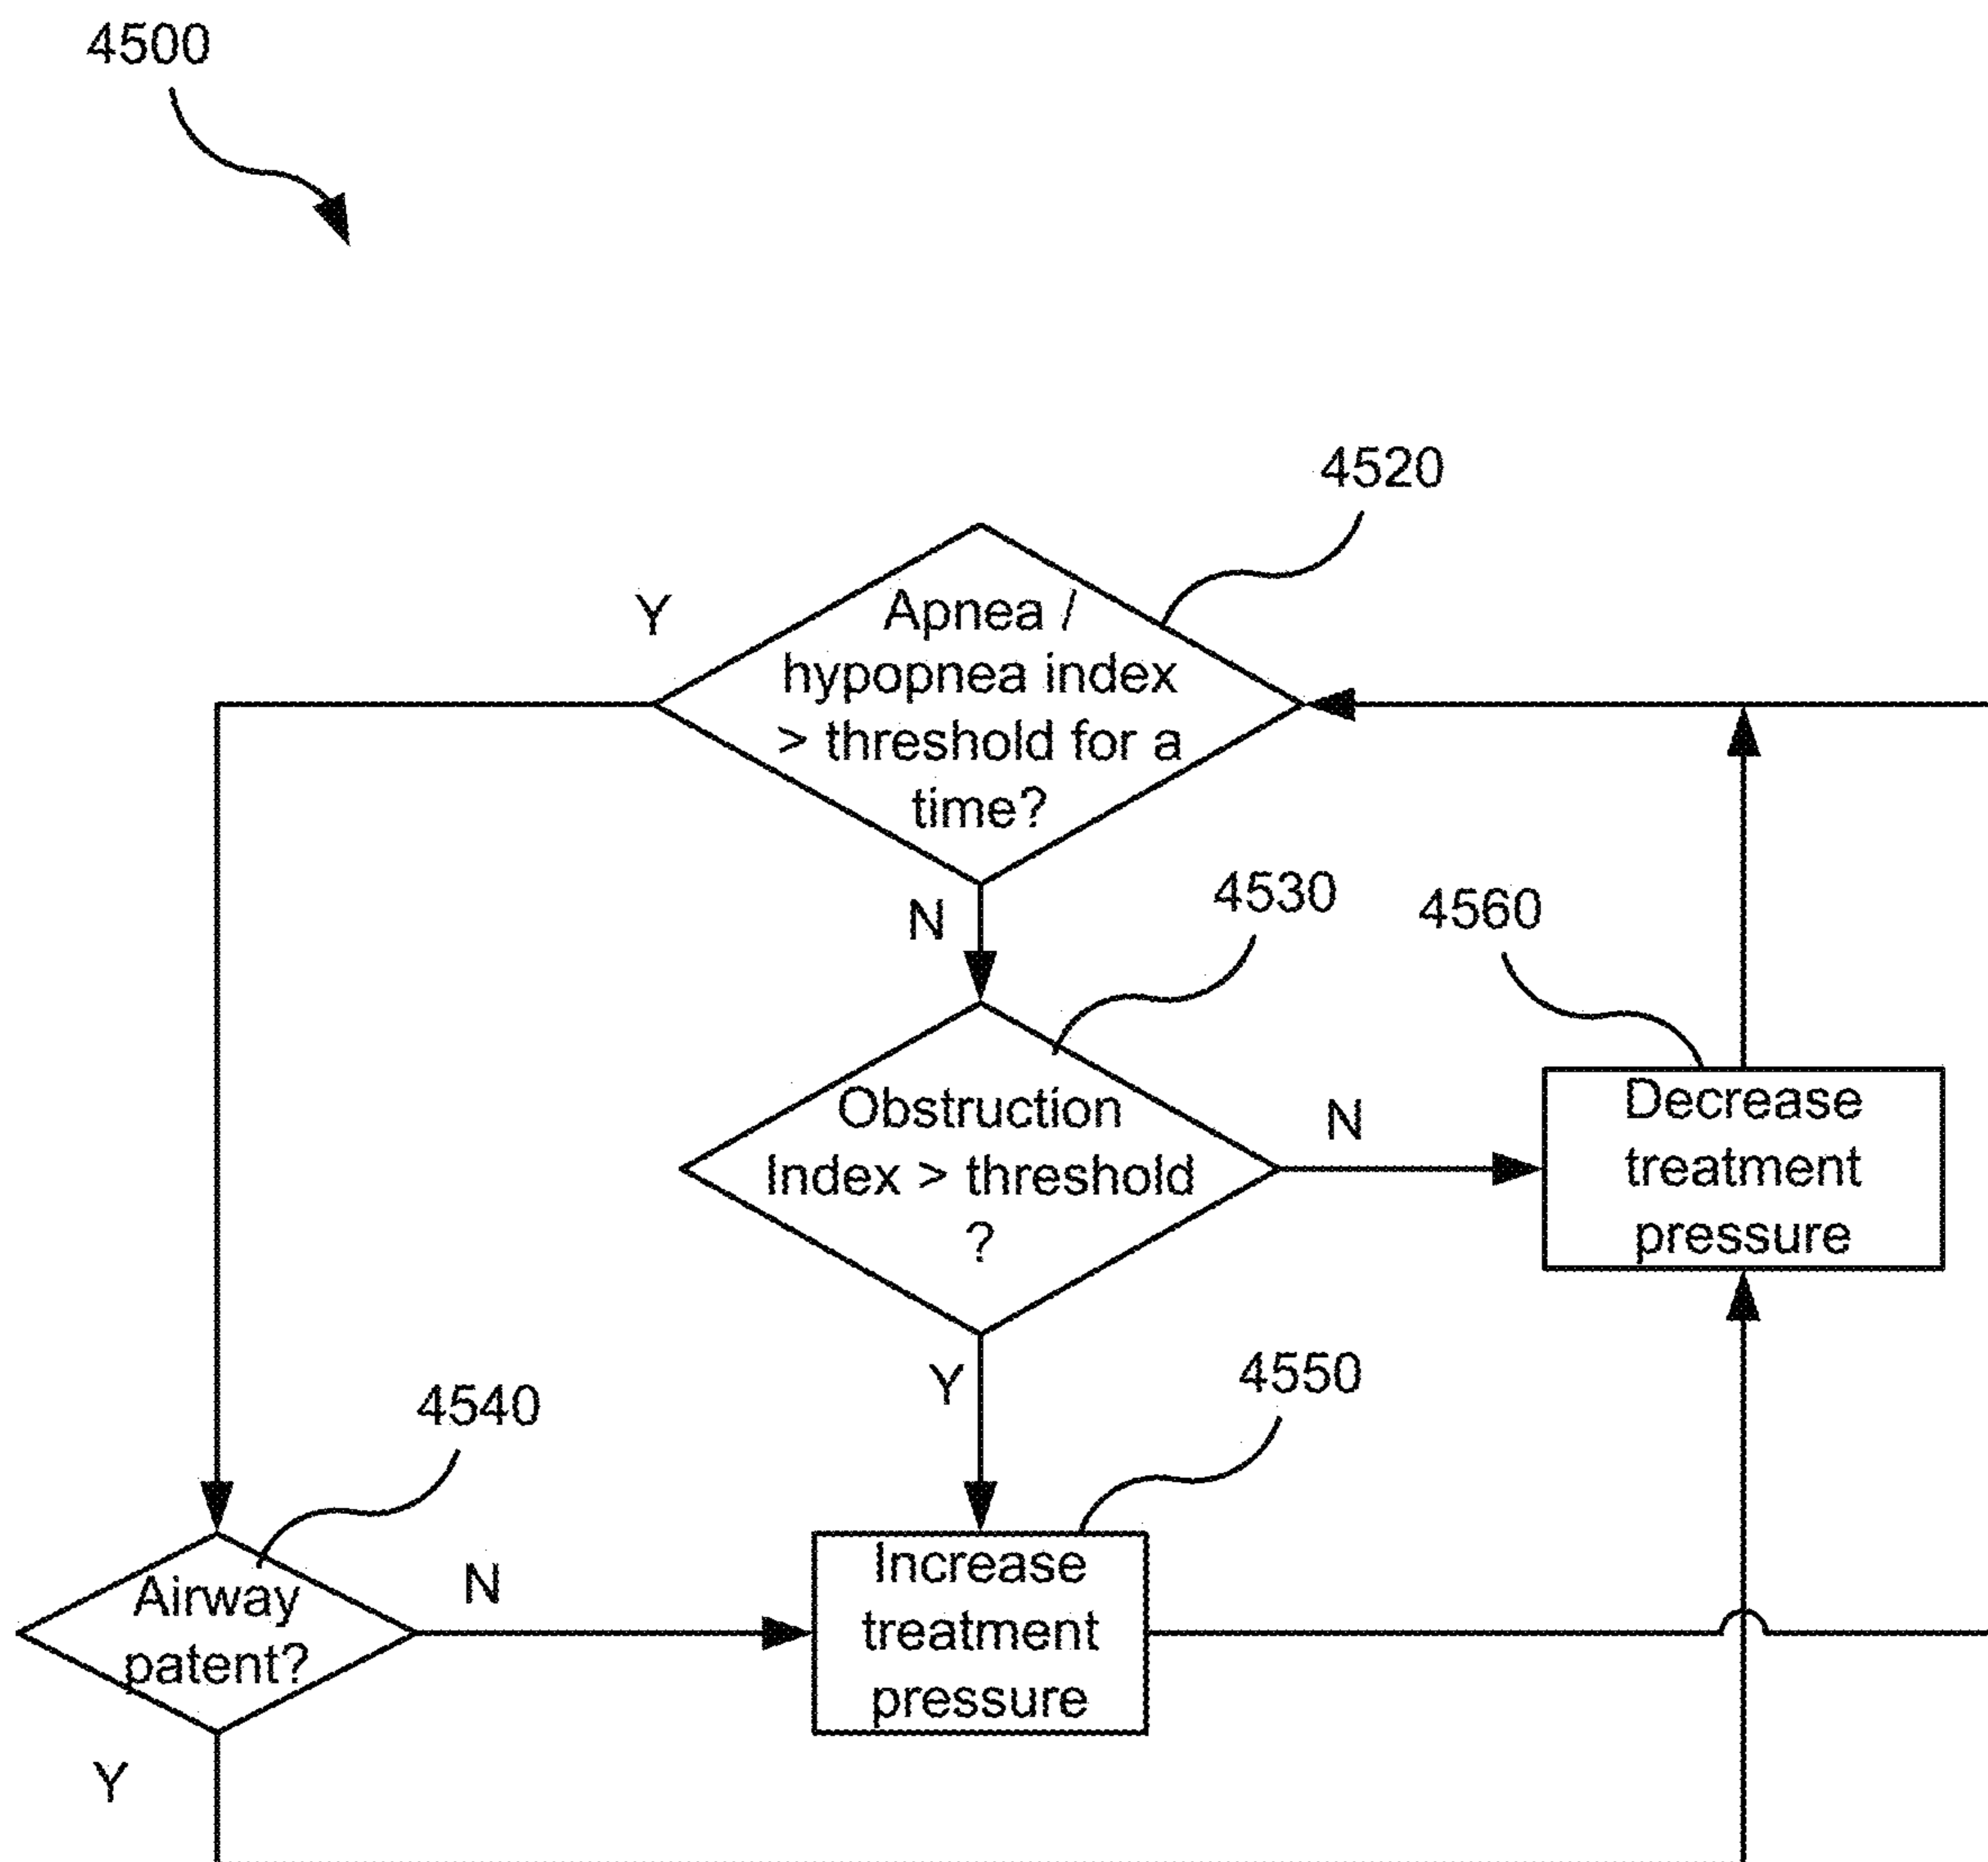 4500
4520
Y
Apnea /
hypopnea index
> threshold for a
time?
N
4530
4560
Obstruction
Index > threshold
?
N
Decrease
treatment
pressure
Y
4550
4540
Airway
patent?
N
Increase
treatment
pressure
Y